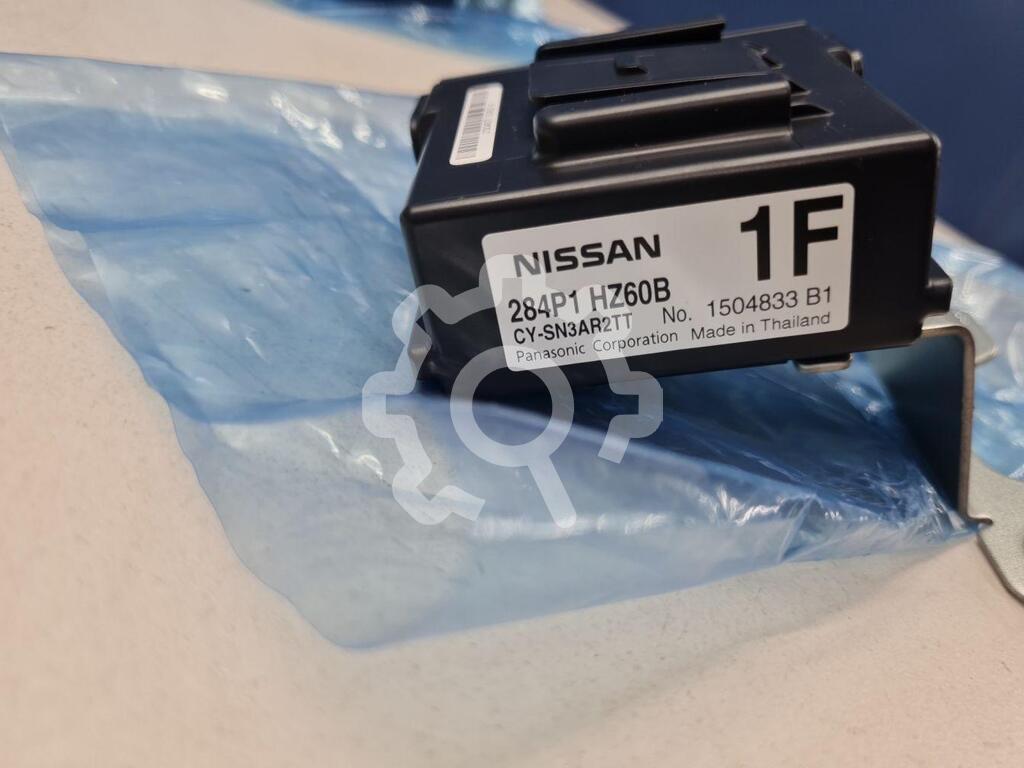 NISSAN 1F
284P1 HZ60B
CY-SN3AR2TT No. 1504833 B1
Panasonic Corporation Made in Thailand